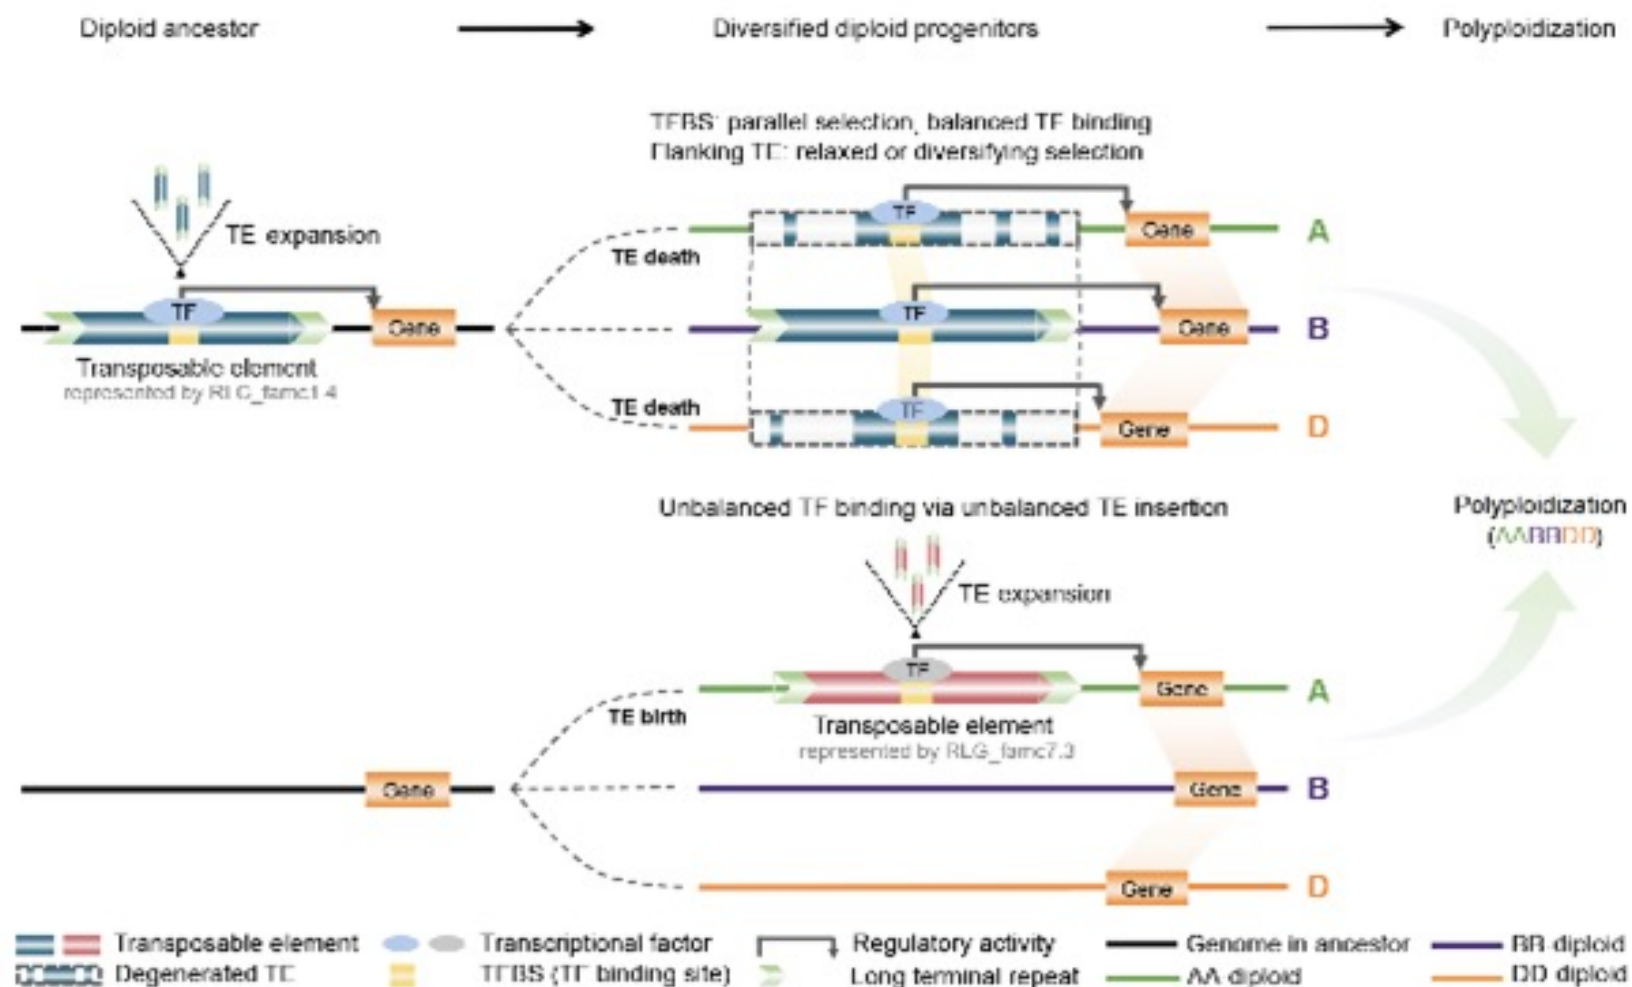 Diploid ancestor
Diversified diploid progenitors
Polyploidization
TFBS: parallel selection, balanced TF binding
Flanking TE: relaxed or diversifying selection
TE expansion
TF
Gene
Transposable element
represented by RLG_famc1.4
TE death
TF
Gene
A
TF
Gene
B
TE death
TF
Gene
D
Unbalanced TF binding via unbalanced TE insertion
TE expansion
Polyploidization
(AABBDD)
TF
Gene
A
TE birth
Transposable element
represented by RLG_famc7.3
Gene
Gene
B
Gene
D
Transposable element
Transcriptional factor
Regulatory activity
Genome in ancestor
BB diploid
Degenerated TE
TFBS (TF binding site)
Long terminal repeat
AA diploid
DD diploid